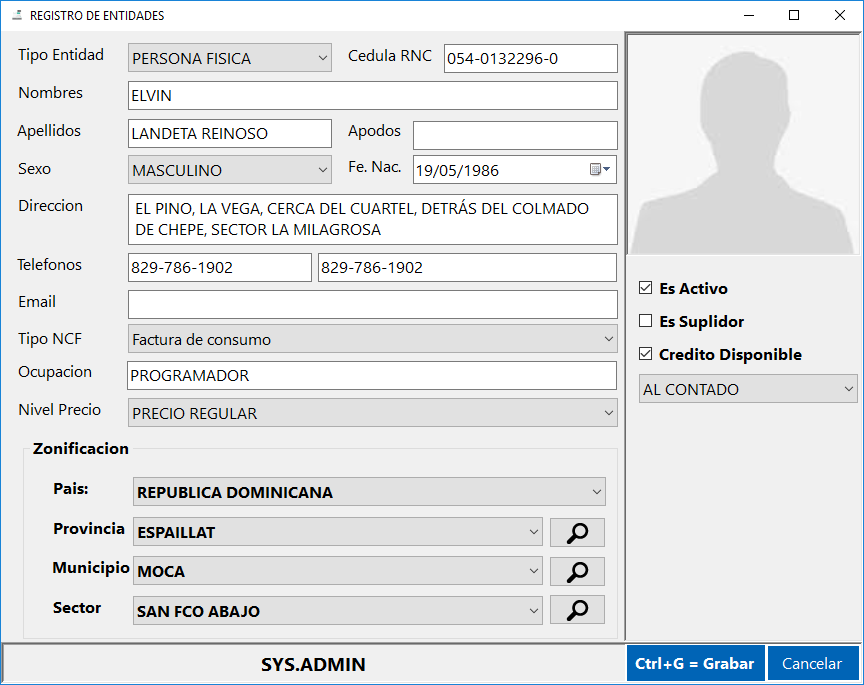 REGISTRO DE ENTIDADES
Tipo Entidad PERSONA FISICA Cedula RNC 054-0132296-0
Nombres ELVIN
Apellidos LANDETA REINOSO Apodos
Sexo MASCULINO Fe. Nac. 19/05/1986
Direccion EL PINO, LA VEGA, CERCA DEL CUARTEL, DETRÁS DEL COLMADO
DE CHEPE, SECTOR LA MILAGROSA
Telefonos 829-786-1902 829-786-1902
Email
Tipo NCF Factura de consumo
Ocupacion PROGRAMADOR
Nivel Precio PRECIO REGULAR
Zonificacion
Pais: REPUBLICA DOMINICANA
Provincia ESPAILLAT
Municipio MOCA
Sector SAN FCO ABAJO
Es Activo
Es Suplidor
Credito Disponible
AL CONTADO
SYS.ADMIN
Ctrl+G = Grabar
Cancelar